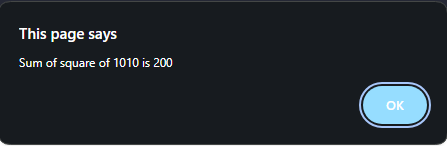 This page says
Sum of square of 1010 is 200
OK